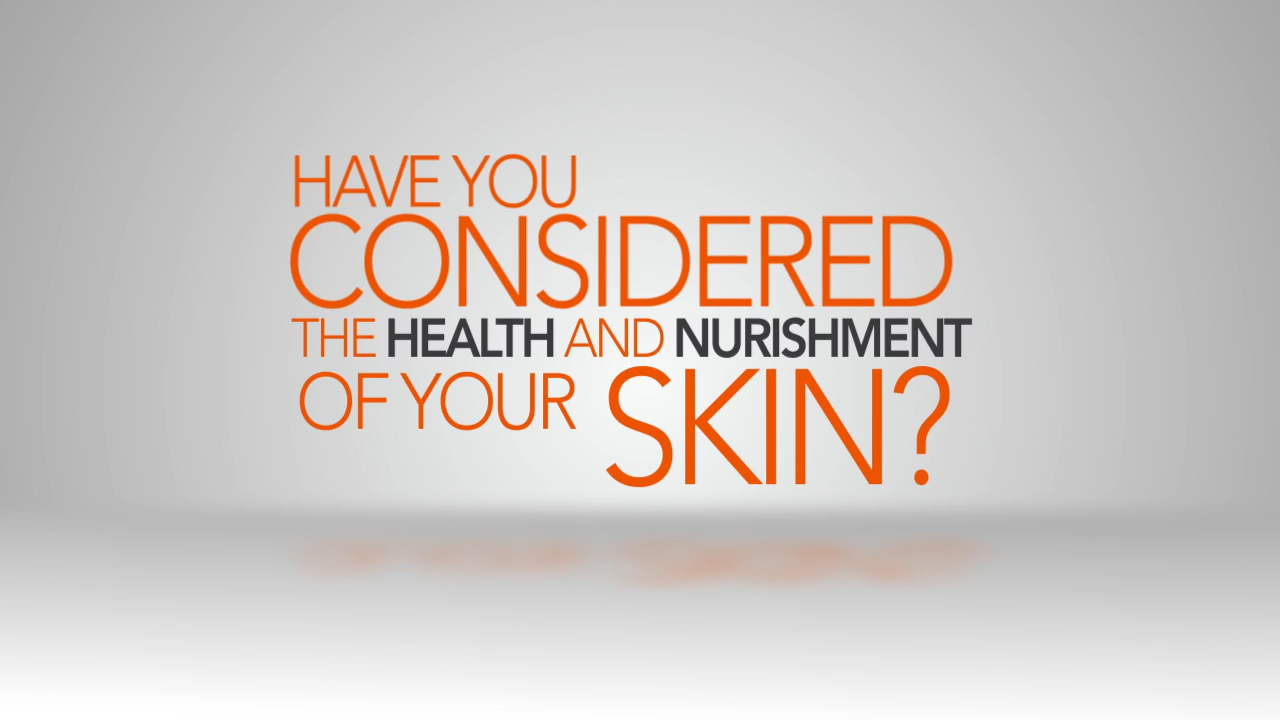 HAVE YOU
CONSIDERED
THE HEALTH AND NURISHMENT
OF YOUR SKIN?